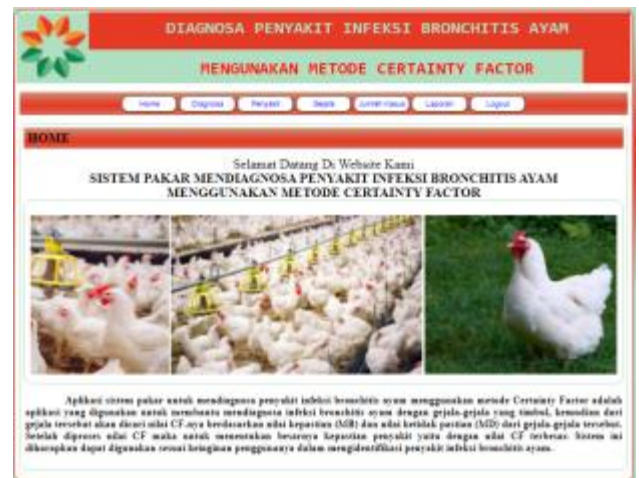 DIAGNOSA PENYAKIT INFEKSI BRONCHITIS AYAM
MENGUNAKAN METODE CERTAINTY FACTOR
Home Diagnosa Penyakit Gejala Jumlah Kasus Laporan Logout
HOME
Selamat Datang Di Website Kami
SISTEM PAKAR MENDIAGNOSA PENYAKIT INFEKSI BRONCHITIS AYAM
MENGGUNAKAN METODE CERTAINTY FACTOR
Aplikasi sistem pakar untuk mendiagnosa penyakit infeksi bronchitis ayam menggunakan metode Certainty Factor adalah
aplikasi yang digunakan untuk membantu mendiagnosa infeksi bronchitis ayam dengan gejala-gejala yang timbul, kemudian dari
gejala tersebut akan dicari nilai CF-nya berdasarkan nilai kepastian (MB) dan nilai ketidak pastian (MD) dari gejala-gejala tersebut.
Setelah diproses nilai CF maka untuk menentukan besarnya kepastian penyakit yaitu dengan nilai CF terbesar. Sistem ini
diharapkan dapat digunakan sesuai keinginan penggunanya dalam mengidentifikasi penyakit infeksi bronchitis ayam.